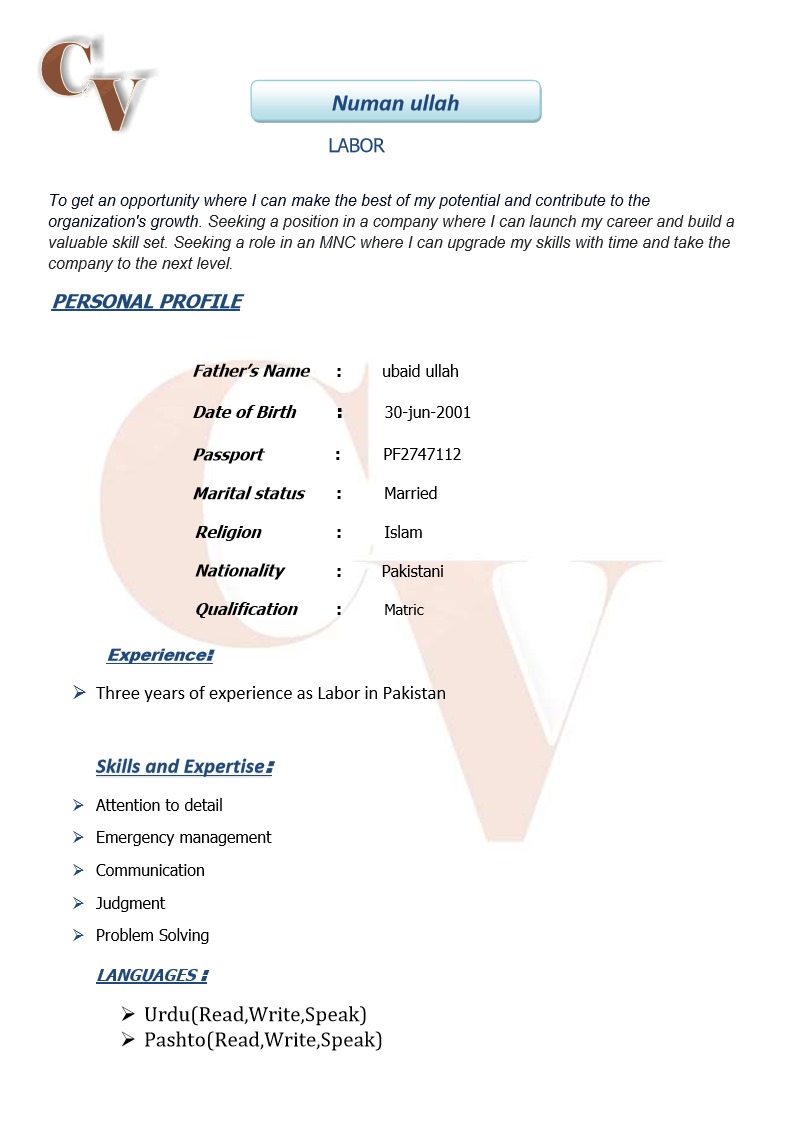 CV
Numan ullah
LABOR
To get an opportunity where I can make the best of my potential and contribute to the
organization's growth. Seeking a position in a company where I can launch my career and build a
valuable skill set. Seeking a role in an MNC where I can upgrade my skills with time and take the
company to the next level.
PERSONAL PROFILE
Father’s Name : ubaid ullah
Date of Birth : 30-jun-2001
Passport : PF2747112
Marital status : Married
Religion : Islam
Nationality : Pakistani
Qualification : Matric
Experience:
➢ Three years of experience as Labor in Pakistan
Skills and Expertise:
➢ Attention to detail
➢ Emergency management
➢ Communication
➢ Judgment
➢ Problem Solving
LANGUAGES :
➢ Urdu(Read,Write,Speak)
➢ Pashto(Read,Write,Speak)